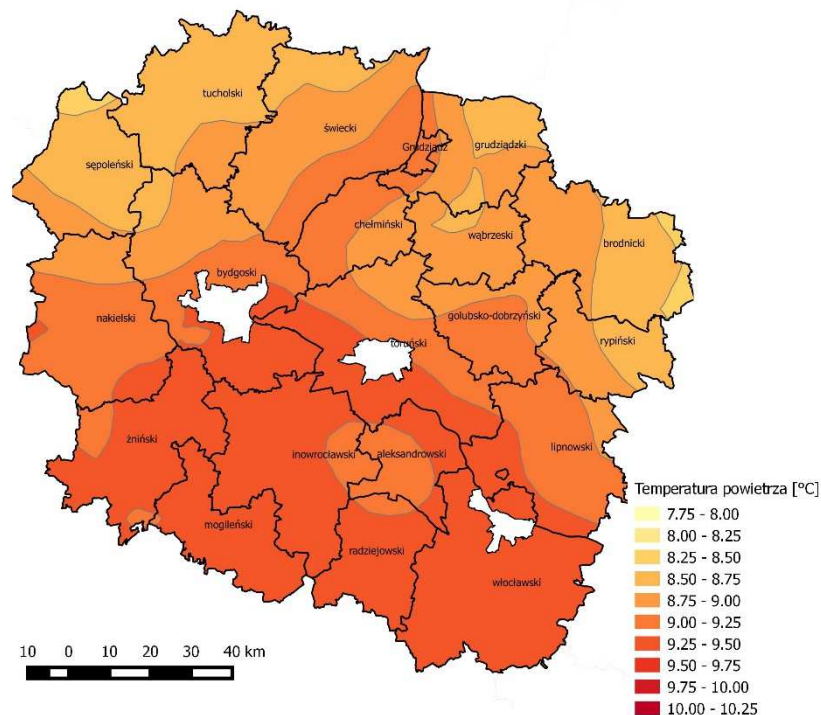 tucholski
świecki
Grudziądz
grudziądzki
sępoleński
chełmiński
wąbrzeski
brodnicki
bydgoski
nakielski
golubsko-dobrzyński
toruński
rypiński
żniński
inowrocławski
aleksandrowski
lipnowski
mogileński
radziejowski
włocławski
Temperatura powietrza [°C]
7.75 - 8.00
8.00 - 8.25
8.25 - 8.50
8.50 - 8.75
8.75 - 9.00
9.00 - 9.25
9.25 - 9.50
9.50 - 9.75
9.75 - 10.00
10.00 - 10.25
10 0 10 20 30 40 km